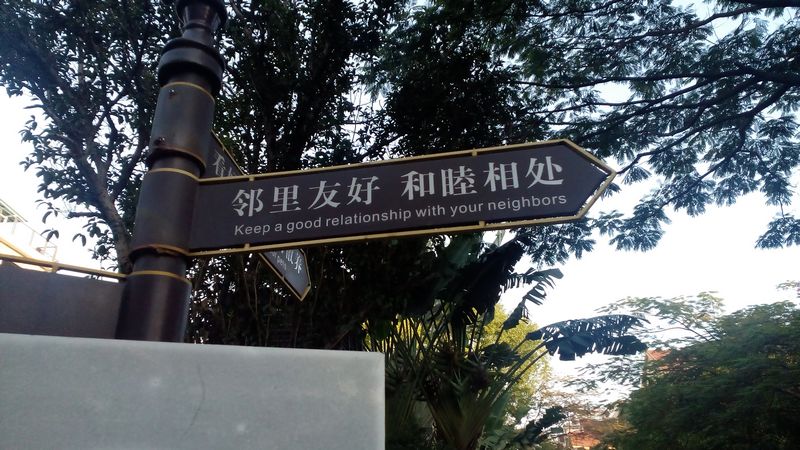 邻里友好 和睦相处
Keep a good relationship with your neighbors